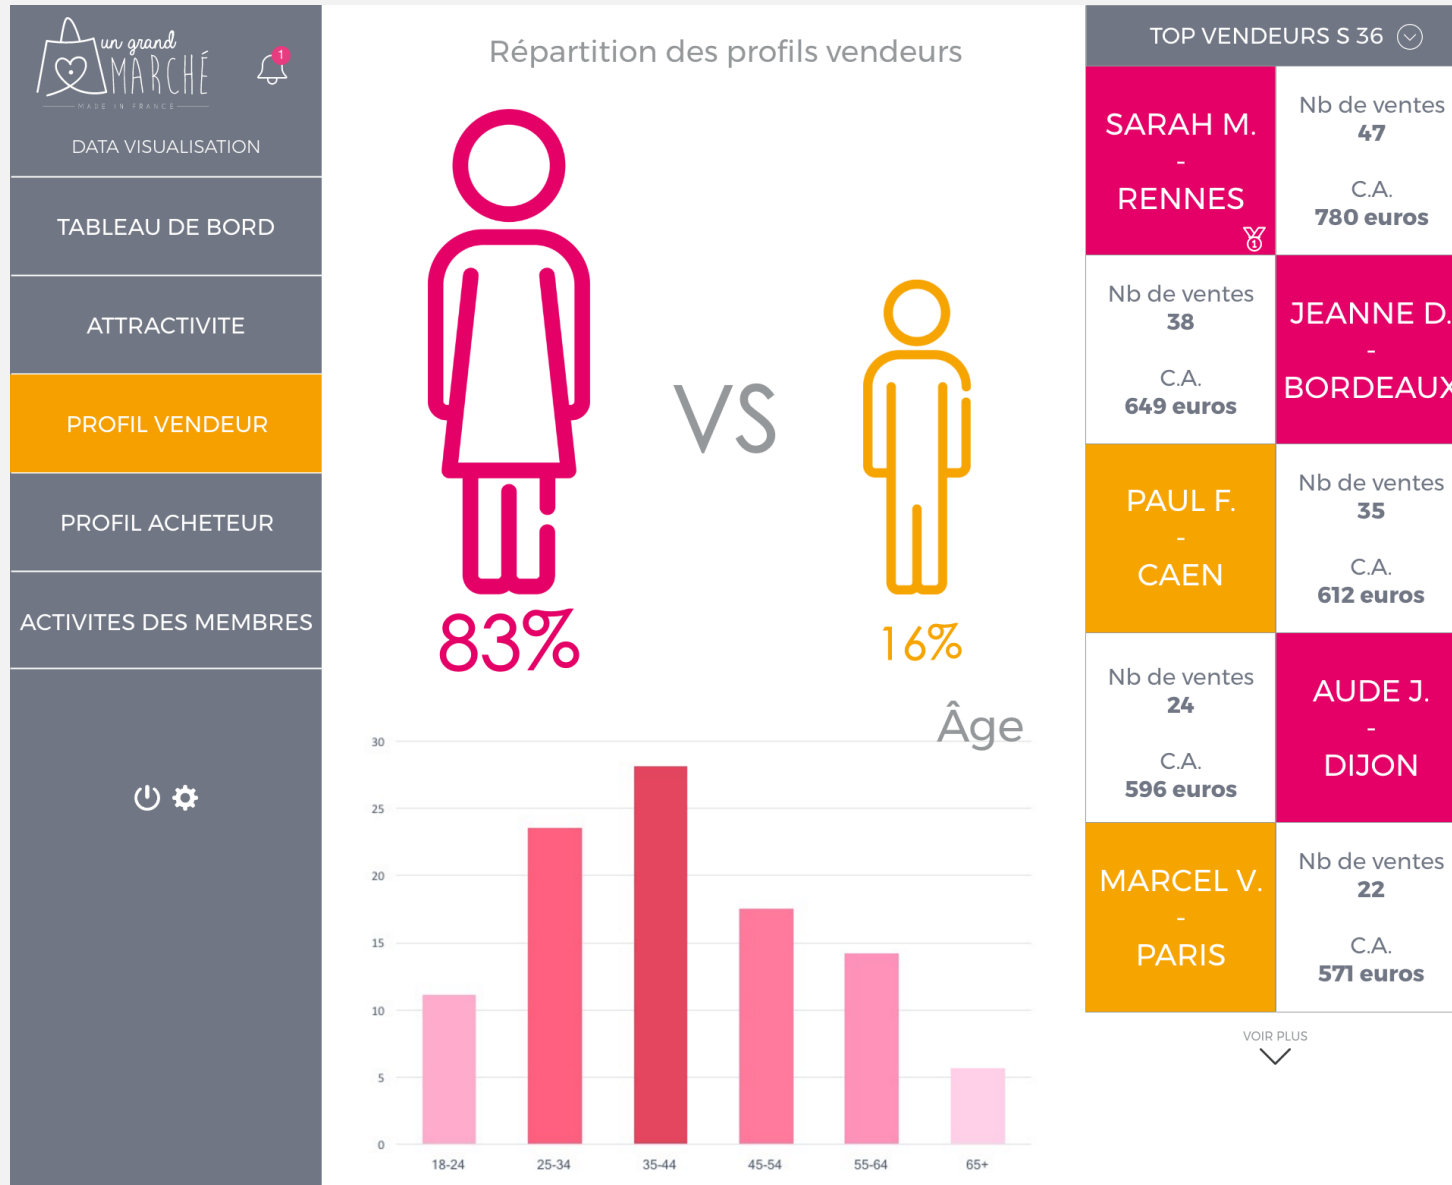 un grand
MARCHÉ
MADE IN FRANCE
1
DATA VISUALISATION
TABLEAU DE BORD
ATTRACTIVITE
PROFIL VENDEUR
PROFIL ACHETEUR
ACTIVITES DES MEMBRES
Répartition des profils vendeurs
VS
83%
16%
Âge
30
25
20
15
10
5
0
18-24
25-34
35-44
45-54
55-64
65+
TOP VENDEURS S 36
SARAH M.
-
RENNES
1
Nb de ventes
47
C.A.
780 euros
Nb de ventes
38
C.A.
649 euros
JEANNE D.
-
BORDEAUX
PAUL F.
-
CAEN
Nb de ventes
35
C.A.
612 euros
Nb de ventes
24
C.A.
596 euros
AUDE J.
-
DIJON
MARCEL V.
-
PARIS
Nb de ventes
22
C.A.
571 euros
VOIR PLUS